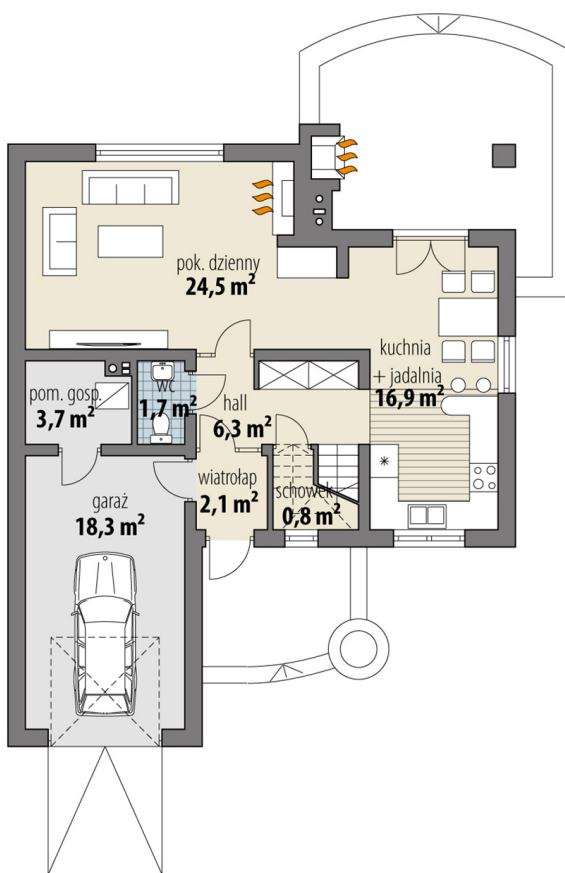 pok. dzienny
24,5 m²
kuchnia
+ jadalnia
16,9 m²
pom. gosp.
3,7 m²
wc
1,7 m²
hall
6,3 m²
wiatrołap
2,1 m²
schowek
0,8 m²
garaż
18,3 m²